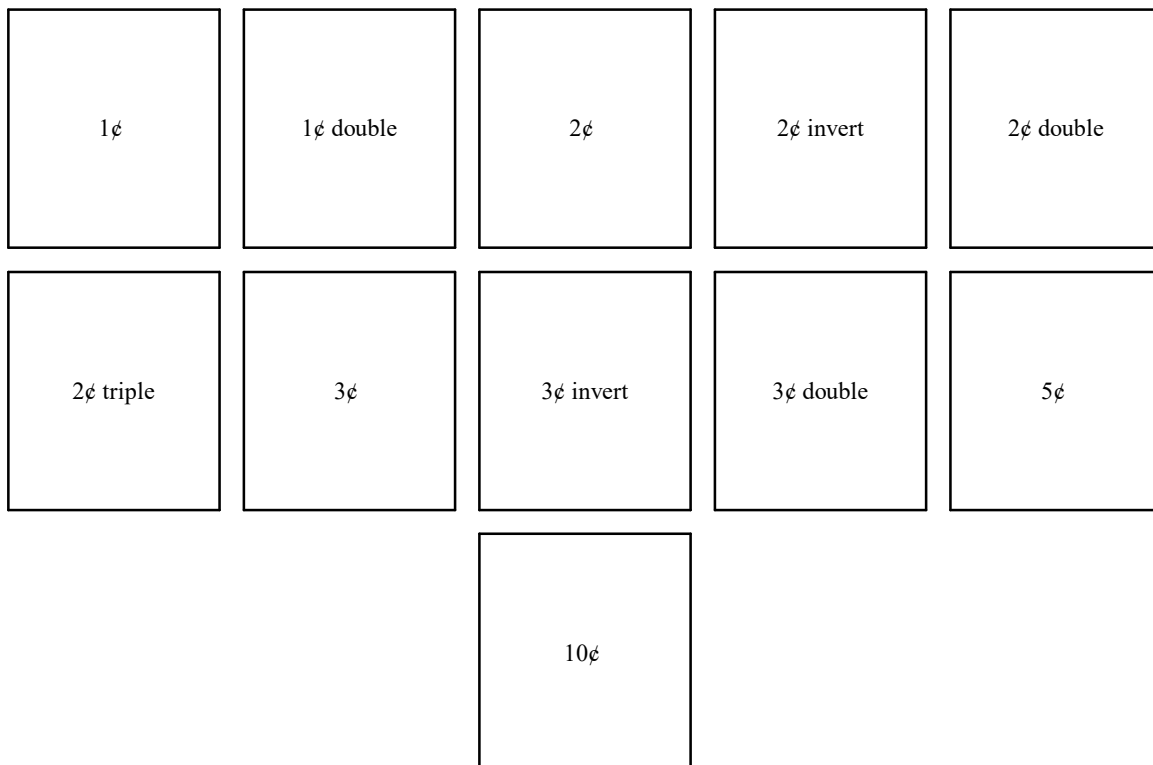 1¢
1¢ double
2¢
2¢ invert
2¢ double
2¢ triple
3¢
3¢ invert
3¢ double
5¢
10¢